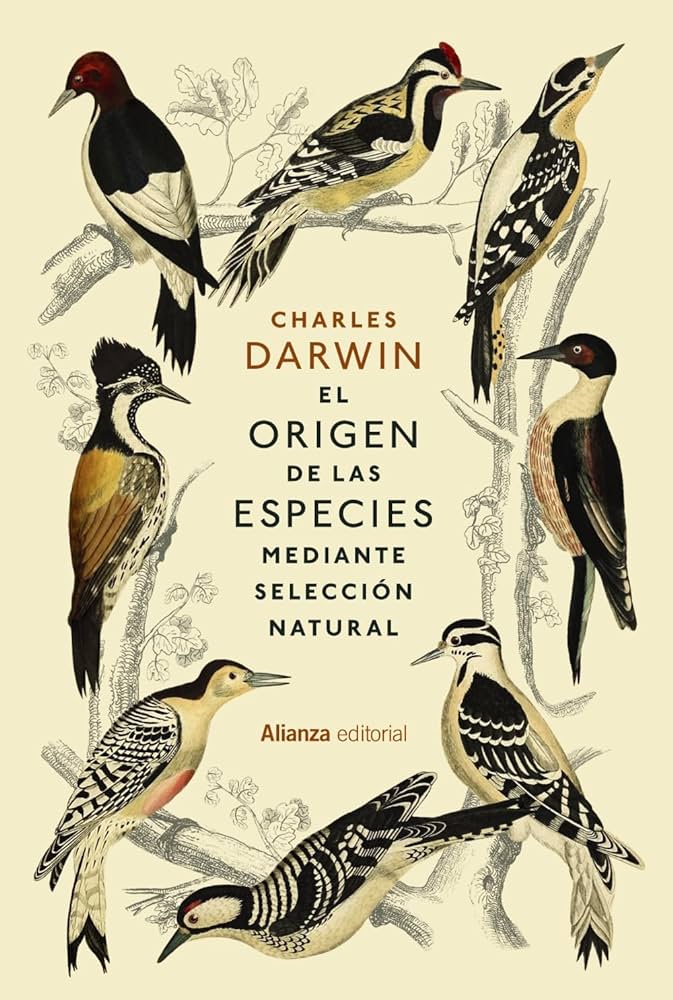 CHARLES
DARWIN
EL
ORIGEN
DE LAS
ESPECIES
MEDIANTE
SELECCIÓN
NATURAL
Alianza editorial